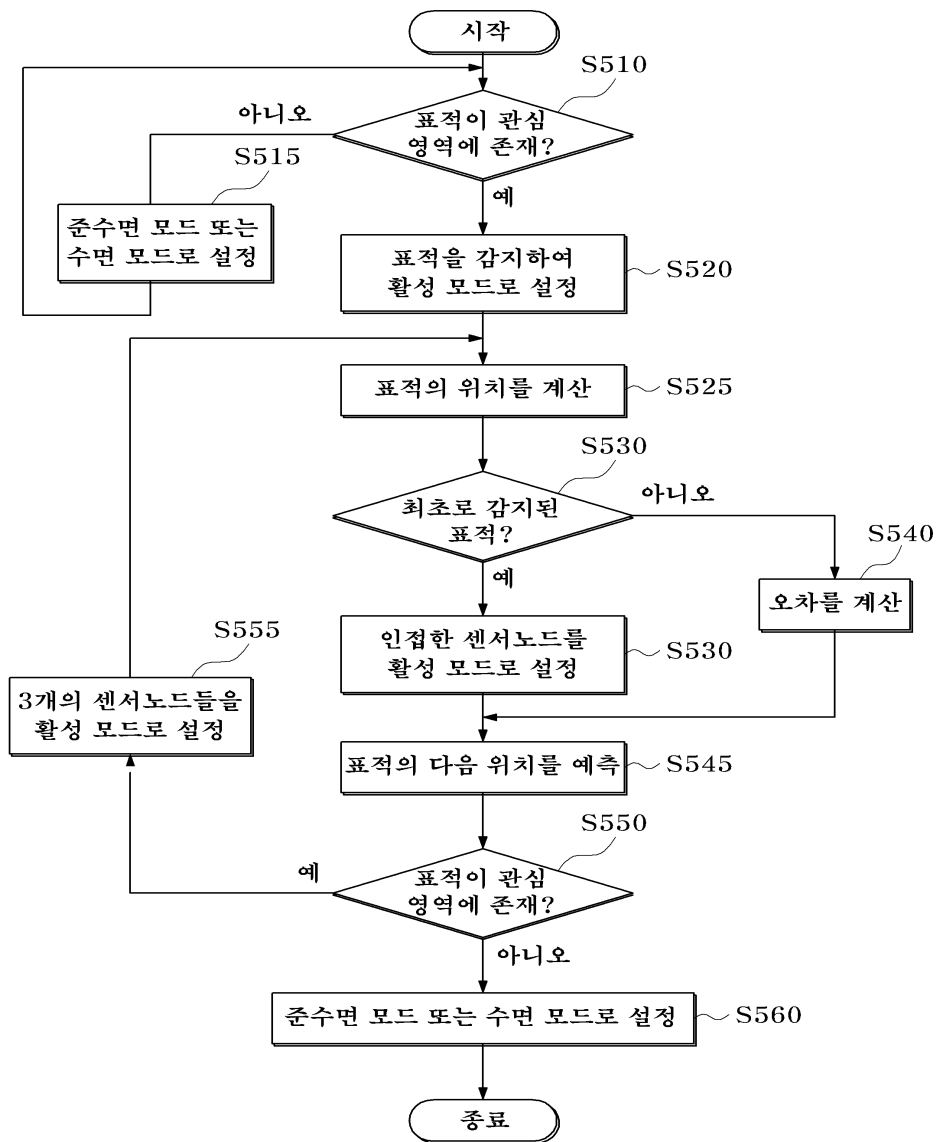 시작
S510
표적이 관심
영역에 존재?
아니오
예
S515
준수면 모드 또는
수면 모드로 설정
표적을 감지하여
활성 모드로 설정
S520
표적의 위치를 계산
S525
S530
최초로 감지된
표적?
아니오
예
S540
오차를 계산
인접한 센서노드를
활성 모드로 설정
S530
S555
3개의 센서노드들을
활성 모드로 설정
표적의 다음 위치를 예측
S545
S550
표적이 관심
영역에 존재?
예
아니오
준수면 모드 또는 수면 모드로 설정
S560
종료